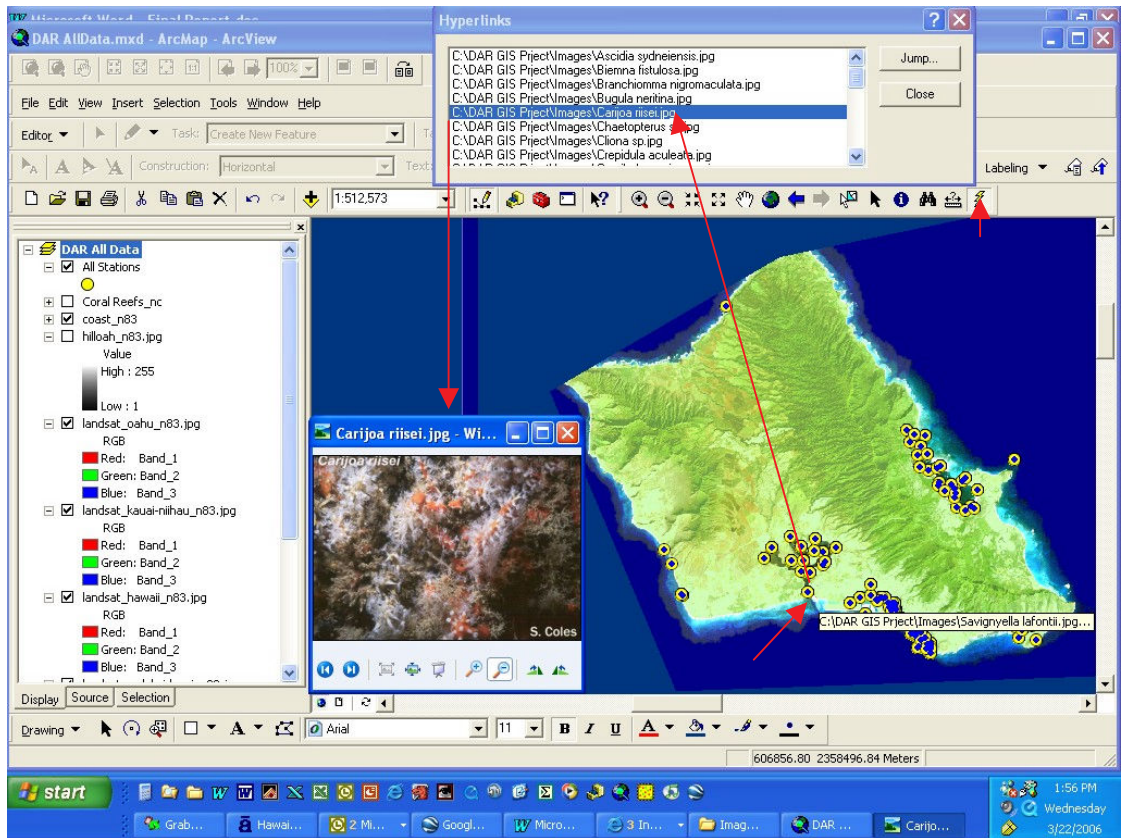 Microsoft Word - Final Report.doc
DAR AllData.mxd - ArcMap - ArcView
Hyperlinks
C:\DAR GIS Prject\Images\Ascidia sydneiensis.jpg
C:\DAR GIS Prject\Images\Biemna fistulosa.jpg
C:\DAR GIS Prject\Images\Branchiomma nigromaculata.jpg
C:\DAR GIS Prject\Images\Bugula neritina.jpg
C:\DAR GIS Prject\Images\Carijoa riisei.jpg
C:\DAR GIS Prject\Images\Chaetopterus
C:\DAR GIS Prject\Images\Cliona sp.jpg
C:\DAR GIS Prject\Images\Crepidula aculeata.jpg
Jump...
Close
100%
File Edit View Insert Selection Tools Window Help
Editor Task: Create New Feature
Construction: Horizontal Text:
Labeling
1:512,573
DAR All Data
All Stations
Coral Reefs_nc
coast_n83
hilloah_n83.jpg
Value
High : 255
Low : 1
landsat_oahu_n83.jpg
RGB
Red: Band_1
Green: Band_2
Blue: Band_3
landsat_kauai-niihau_n83.jpg
RGB
Red: Band_1
Green: Band_2
Blue: Band_3
landsat_hawaii_n83.jpg
RGB
Red: Band_1
Green: Band_2
Blue: Band_3
Display Source Selection
Carijoa riisei.jpg - Wi...
Carijoa riisei
S. Coles
C:\DAR GIS Prject\Images\Savignyella lafontii.jpg...
Drawing A Arial 11 B I U A
606856.80 2358496.84 Meters
start
1:56 PM
Wednesday
3/22/2006
Grab... Hawai... 2 Mi... Googl... Micro... 3 In... Imag... DAR ... Carijo...